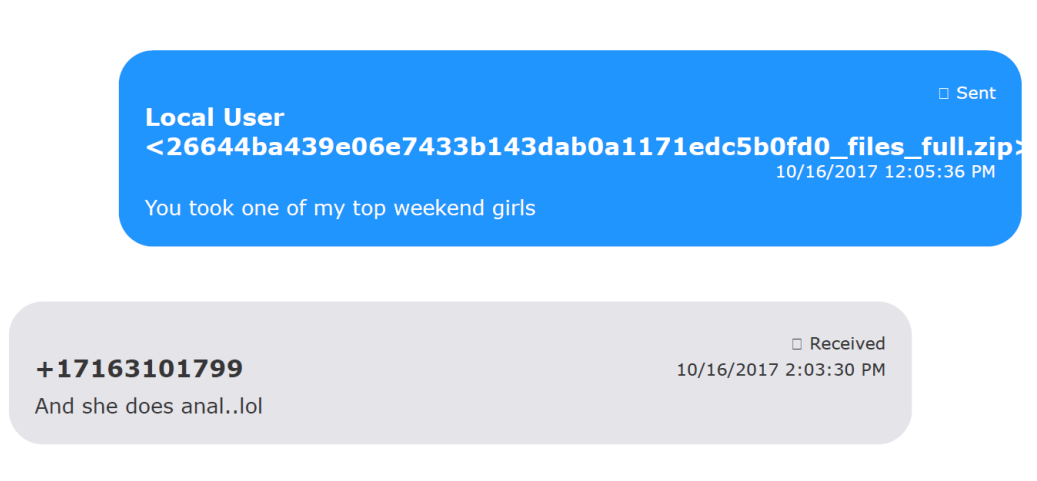 Sent
Local User
<26644ba439e06e7433b143dab0a1171edc5b0fd0_files_full.zip>
10/16/2017 12:05:36 PM
You took one of my top weekend girls
Received
+17163101799
10/16/2017 2:03:30 PM
And she does anal..lol